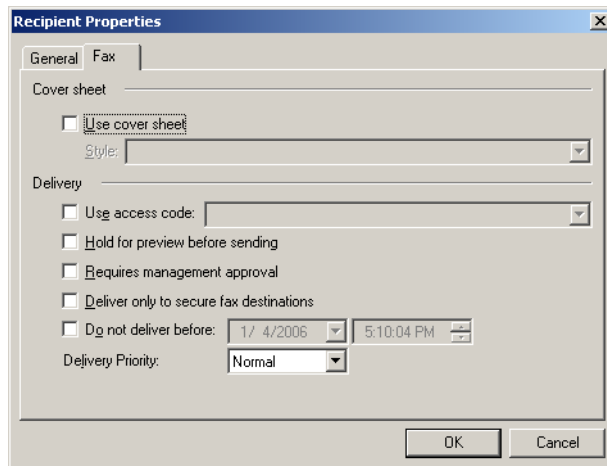 Recipient Properties
General Fax
Cover sheet
Use cover sheet
Style:
Delivery
Use access code:
Hold for preview before sending
Requires management approval
Deliver only to secure fax destinations
Do not deliver before: 1/ 4/2006 5:10:04 PM
Delivery Priority: Normal
OK Cancel